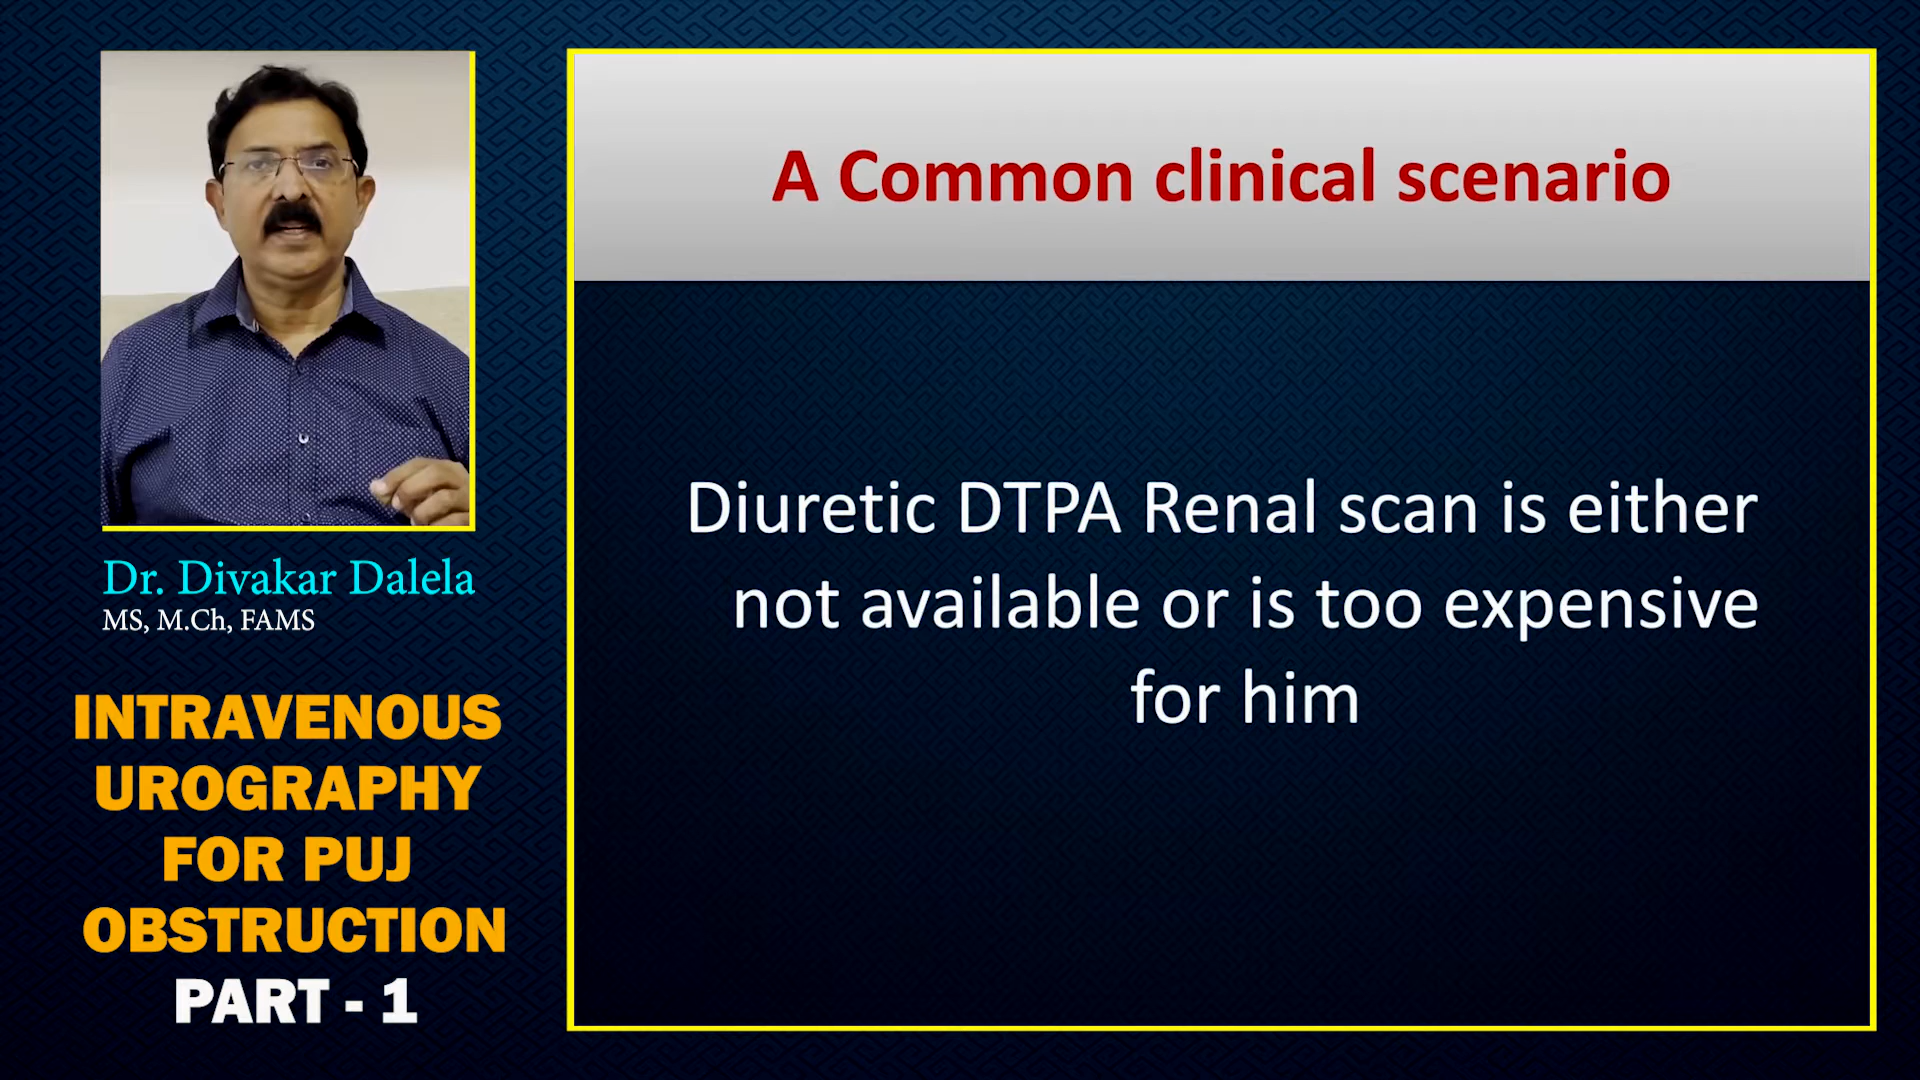 Dr. Divakar Dalela
MS, M.Ch, FAMS
INTRAVENOUS
UROGRAPHY
FOR PUJ
OBSTRUCTION
PART - 1
A Common clinical scenario
Diuretic DTPA Renal scan is either
not available or is too expensive
for him